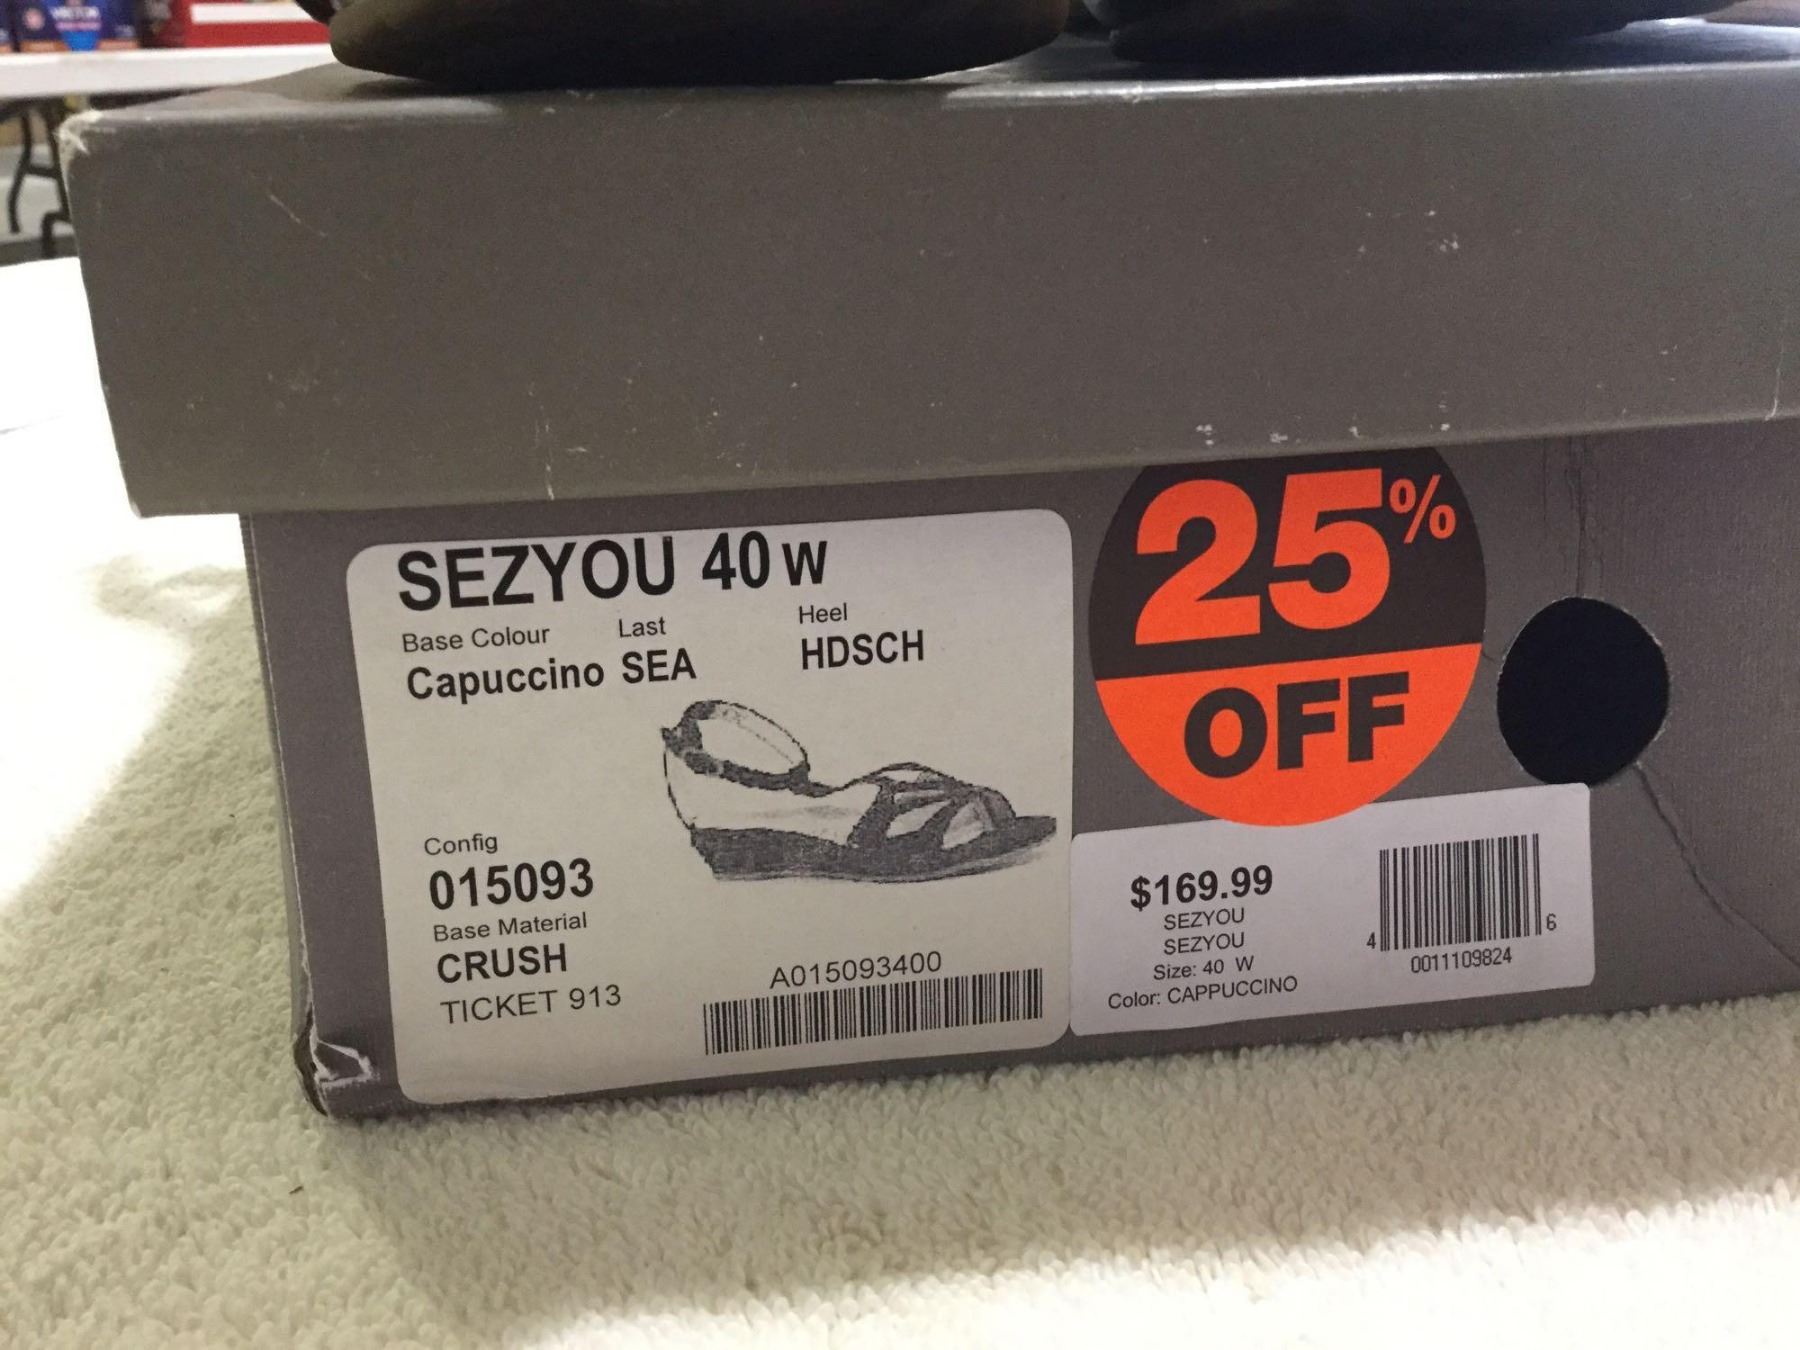 SEZYOU 40 W
Base Colour Last Heel
Capuccino SEA HDSCH
Config
015093
Base Material
CRUSH
TICKET 913
A015093400
25%
OFF
$169.99
SEZYOU
SEZYOU
Size: 40 W
Color: CAPPUCCINO
4 6
0011109824